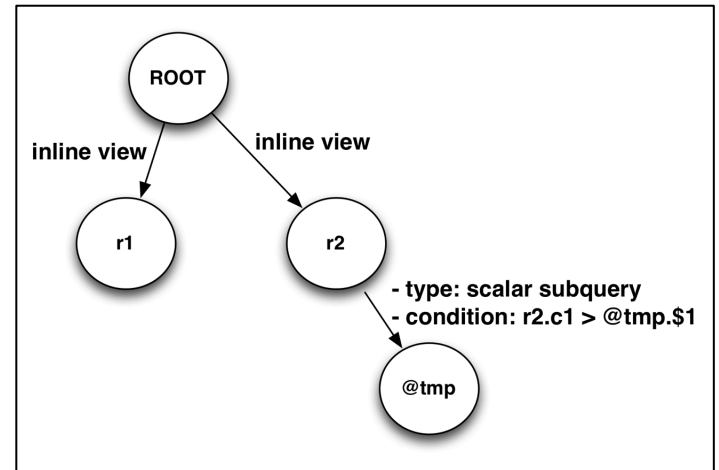 ROOT
inline view
inline view
r1
r2
- type: scalar subquery
- condition: r2.c1 > @tmp.$1
@tmp